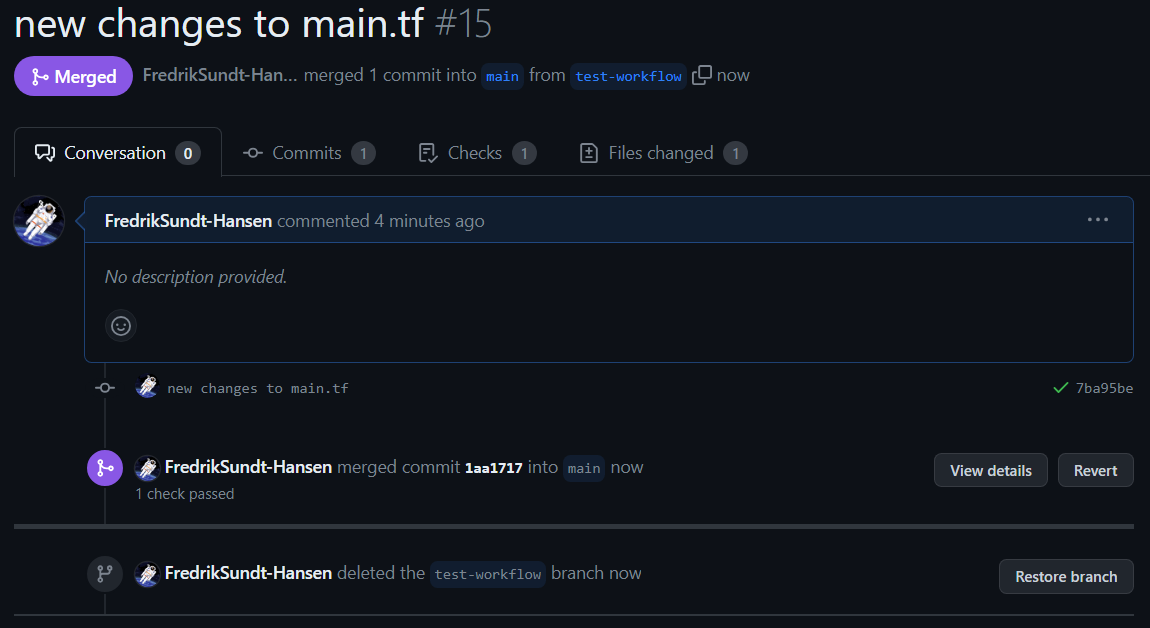 new changes to main.tf #15
Merged FredrikSundt-Han... merged 1 commit into main from test-workflow now
Conversation 0 Commits 1 Checks 1 Files changed 1
FredrikSundt-Hansen commented 4 minutes ago
No description provided.
new changes to main.tf 7ba95be
FredrikSundt-Hansen merged commit 1aa1717 into main now View details Revert
1 check passed
FredrikSundt-Hansen deleted the test-workflow branch now Restore branch